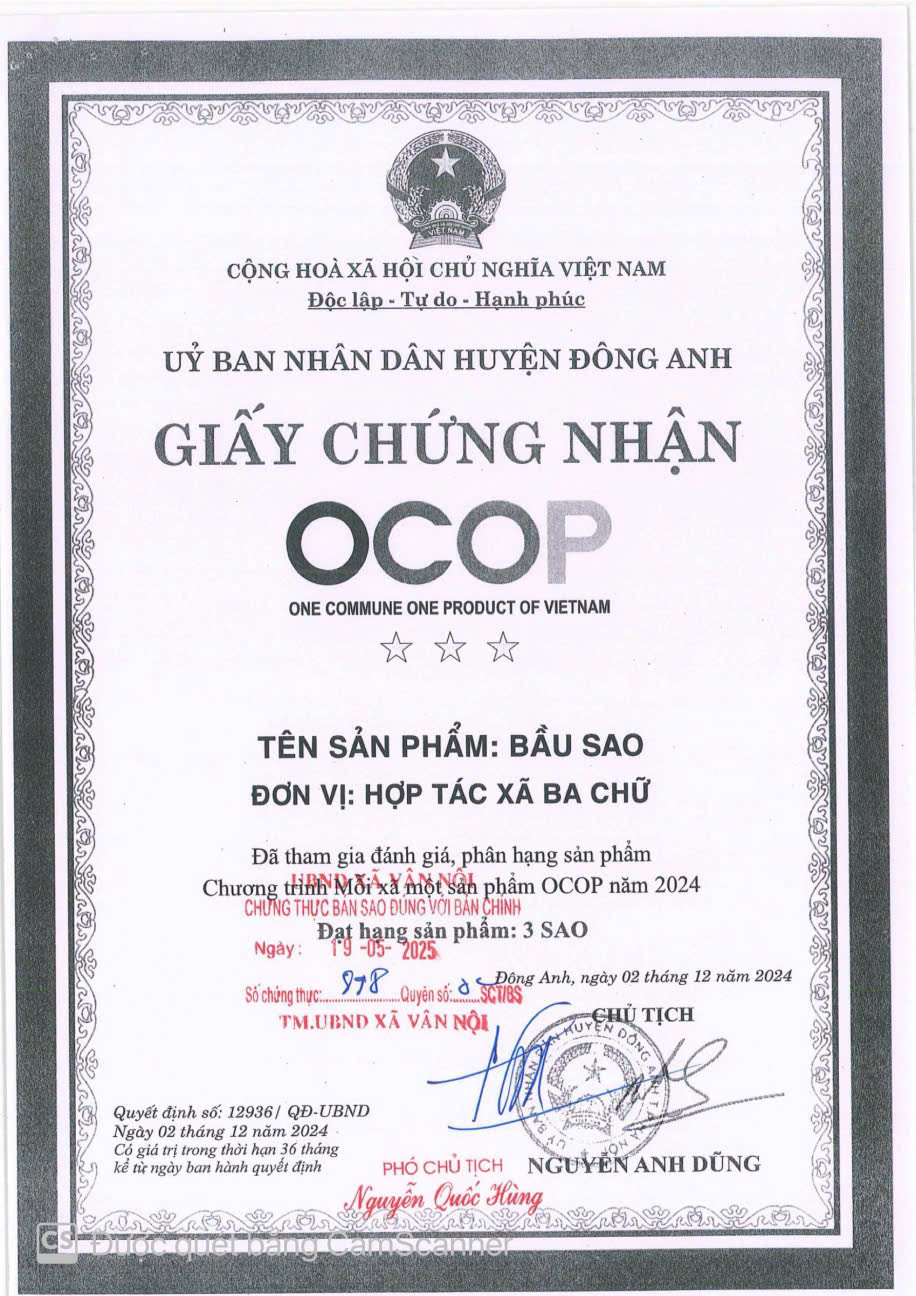 VIỆT NAM
CỘNG HOÀ XÃ HỘI CHỦ NGHĨA VIỆT NAM
Độc lập - Tự do - Hạnh phúc
UỶ BAN NHÂN DÂN HUYỆN ĐÔNG ANH
GIẤY CHỨNG NHẬN
OCOP
ONE COMMUNE ONE PRODUCT OF VIETNAM
TÊN SẢN PHẨM: BẦU SAO
ĐƠN VỊ: HỢP TÁC XÃ BA CHỮ
Đã tham gia đánh giá, phân hạng sản phẩm
UBND XÃ VÂN NỘI
Chương trình Mỗi xã một sản phẩm OCOP năm 2024
CHỨNG THỰC BẢN SAO ĐÚNG VỚI BẢN CHÍNH
Đạt hạng sản phẩm: 3 SAO
Ngày: 19-05-2025
Đông Anh, ngày 02 tháng 12 năm 2024
Số chứng thực: 978 Quyển số: SCT/BS
CHỦ TỊCH
TM.UBND XÃ VÂN NỘI
Quyết định số: 12936/ QĐ-UBND
Ngày 02 tháng 12 năm 2024
Có giá trị trong thời hạn 36 tháng
kể từ ngày ban hành quyết định
PHÓ CHỦ TỊCH
NGUYỄN ANH DŨNG
Nguyễn Quốc Hùng
CS Được quét bằng CamScanner